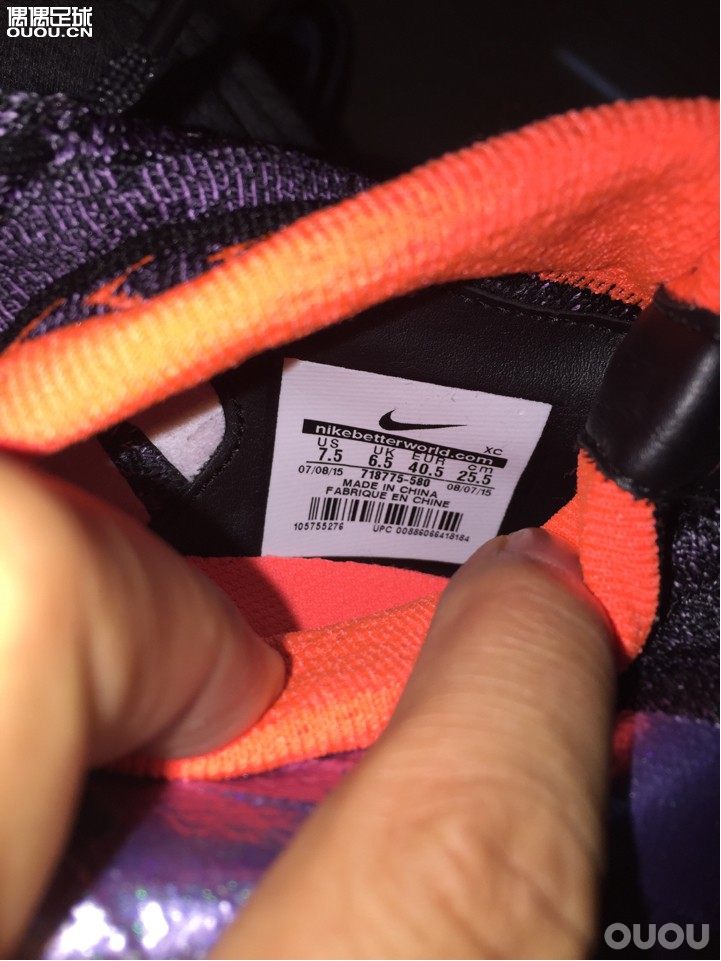 偶偶足球
OUOU.CN
nikebetterworld.com XC
US UK EUR cm
7.5 6.5 40.5 25.5
07/08/15 718775-580 08/07/15
MADE IN CHINA
FABRIQUE EN CHINE
105755276 UPC 00886066418184
OUOU